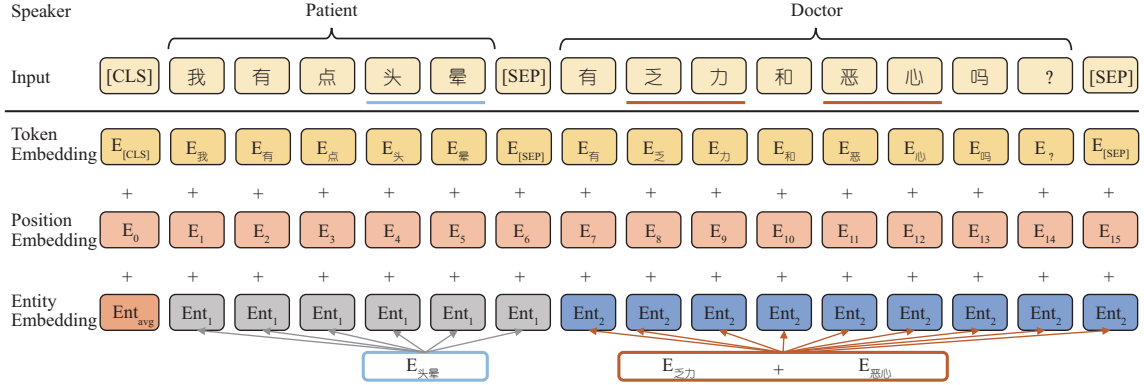 Speaker Patient Doctor
Input [CLS] 我 有 点 头 晕 [SEP] 有 乏 力 和 恶 心 吗 ? [SEP]
Token
Embedding E[CLS] E我 E有 E点 E头 E晕 E[SEP] E有 E乏 E力 E和 E恶 E心 E吗 E? E[SEP]
+ + + + + + + + + + + + + + + +
Position
Embedding E0 E1 E2 E3 E4 E5 E6 E7 E8 E9 E10 E11 E12 E13 E14 E15
+ + + + + + + + + + + + + + + +
Entity
Embedding Entavg Ent1 Ent1 Ent1 Ent1 Ent1 Ent1 Ent2 Ent2 Ent2 Ent2 Ent2 Ent2 Ent2 Ent2 Ent2
E头晕 E乏力 + E恶心